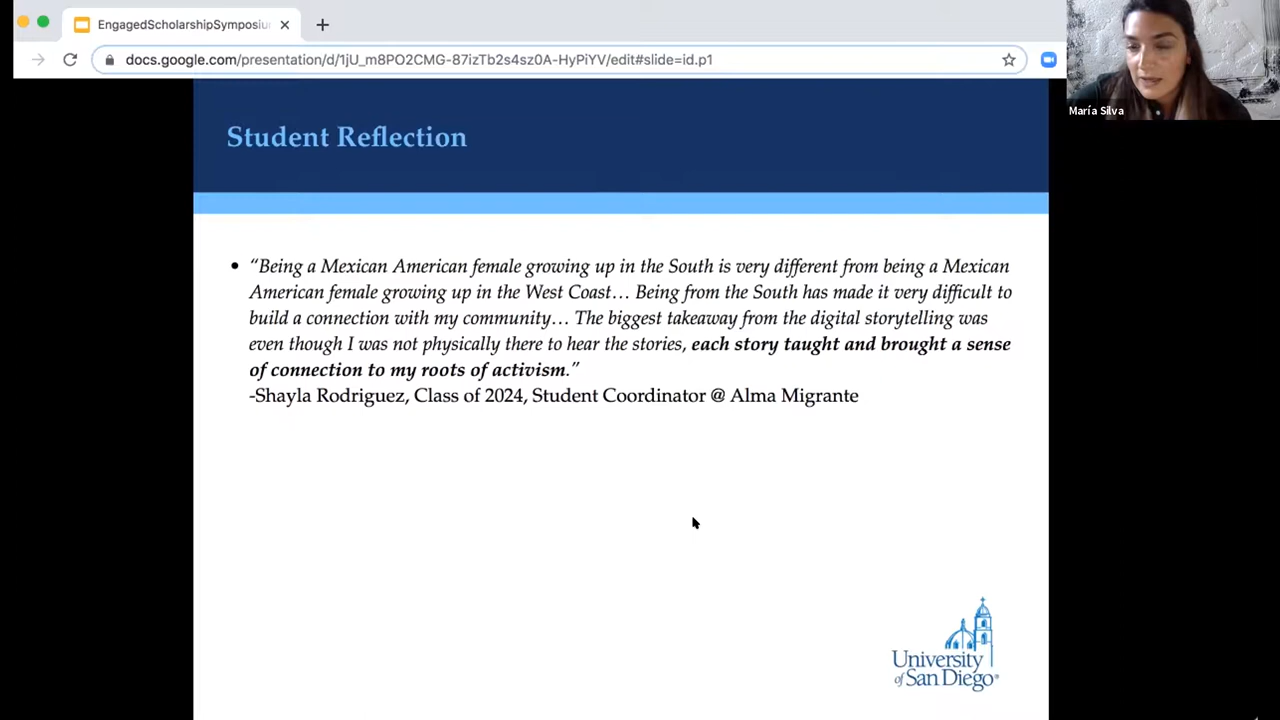 EngagedScholarshipSymposiu
docs.google.com/presentation/d/1jU_m8PO2CMG-87izTb2s4sz0A-HyPiYV/edit#slide=id.p1
María Silva
Student Reflection
• “Being a Mexican American female growing up in the South is very different from being a Mexican
American female growing up in the West Coast… Being from the South has made it very difficult to
build a connection with my community… The biggest takeaway from the digital storytelling was
even though I was not physically there to hear the stories, each story taught and brought a sense
of connection to my roots of activism.”
-Shayla Rodriguez, Class of 2024, Student Coordinator @ Alma Migrante
University
of San Diego®